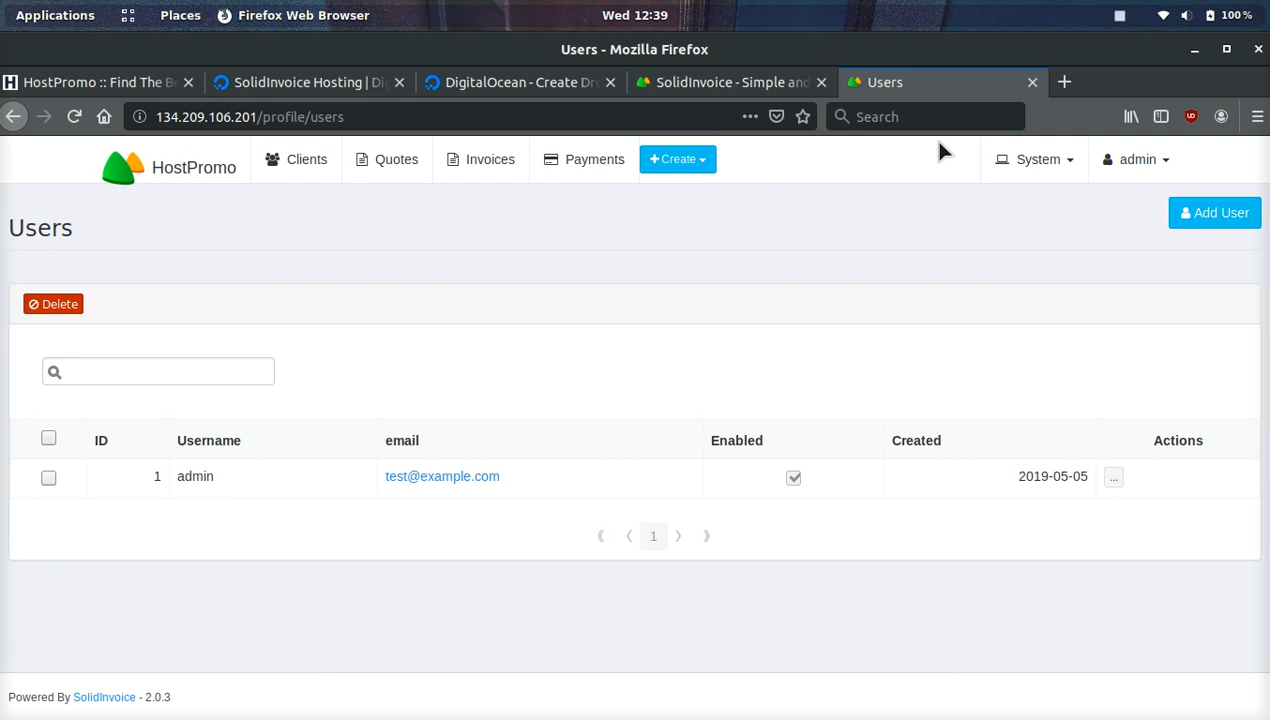 Applications Places Firefox Web Browser Wed 12:39 100 %
Users - Mozilla Firefox
HostPromo :: Find The Be SolidInvoice Hosting | Di DigitalOcean - Create Dr SolidInvoice - Simple and Users
134.209.106.201/profile/users Search
HostPromo Clients Quotes Invoices Payments +Create System admin
Add User
Users
Delete
ID Username email Enabled Created Actions
1 admin test@example.com 2019-05-05 ...
« ‹ 1 › »
Powered By SolidInvoice - 2.0.3